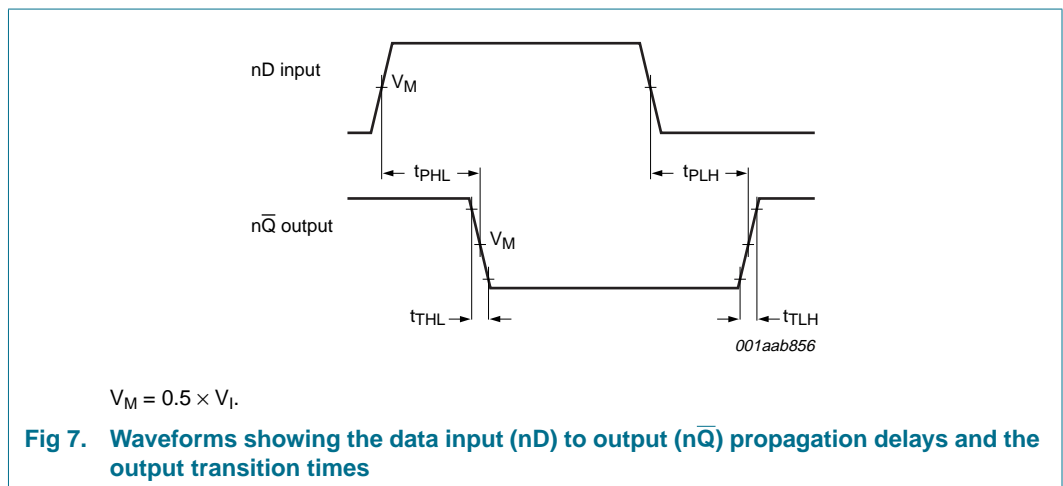 nD input
V_M
t_PHL
t_PLH
nQ̅ output
V_M
t_THL
t_TLH
001aab856
V_M = 0.5 × V_I.
Fig 7. Waveforms showing the data input (nD) to output (nQ̅) propagation delays and the
output transition times